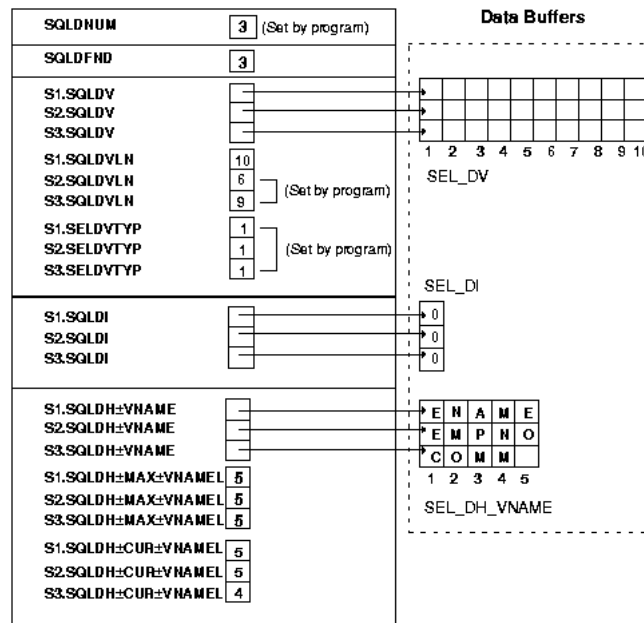 Data Buffers
SQLDNUM 3 (Set by program)
SQLDFND 3
S1.SQLDV
S2.SQLDV
S3.SQLDV
1 2 3 4 5 6 7 8 9 10
SEL_DV
S1.SQLDVLN 10
S2.SQLDVLN 6
S3.SQLDVLN 9
(Set by program)
S1.SELDVTYP 1
S2.SELDVTYP 1
S3.SELDVTYP 1
(Set by program)
SEL_DI
S1.SQLDI 0
S2.SQLDI 0
S3.SQLDI 0
S1.SQLDH±VNAME E N A M E
S2.SQLDH±VNAME E M P N O
S3.SQLDH±VNAME C O M M
1 2 3 4 5
SEL_DH_VNAME
S1.SQLDH±MAX±VNAMEL 5
S2.SQLDH±MAX±VNAMEL 5
S3.SQLDH±MAX±VNAMEL 5
S1.SQLDH±CUR±VNAMEL 5
S2.SQLDH±CUR±VNAMEL 5
S3.SQLDH±CUR±VNAMEL 4